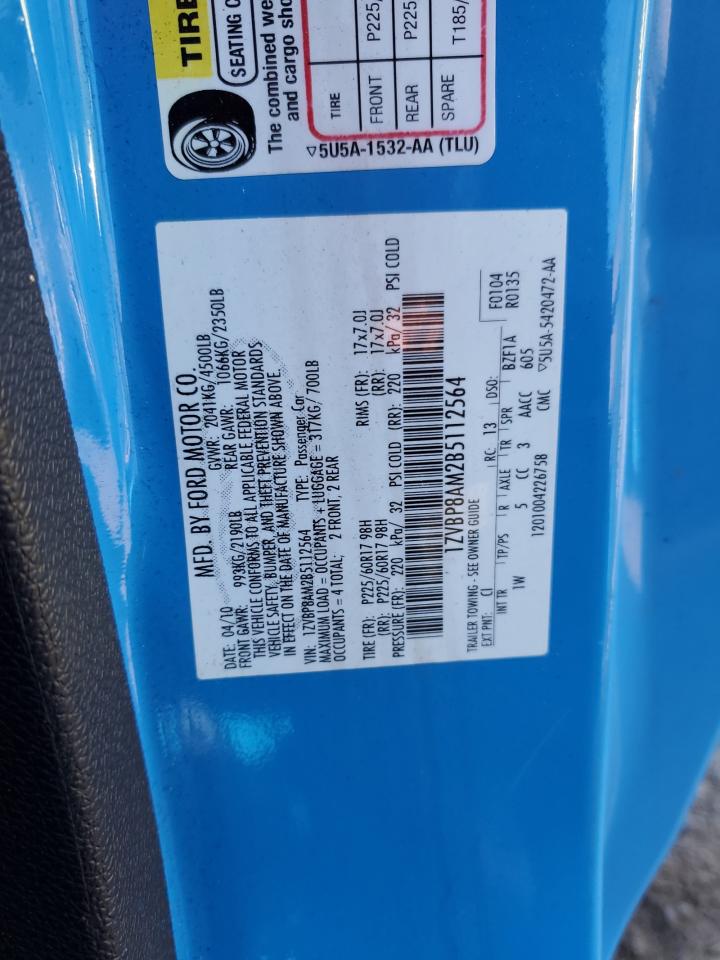 TIRE
SEATING
The combined we
and cargo sho
TIRE
FRONT P225/
REAR P225
SPARE T185/
▽5U5A-1532-AA (TLU)
MFD. BY FORD MOTOR CO.
DATE: 04/10 GVWR: 2041KG/4500LB
FRONT GAWR: 993KG/2190LB REAR GAWR: 1066KG/2350LB
THIS VEHICLE CONFORMS TO ALL APPLICABLE FEDERAL MOTOR
VEHICLE SAFETY, BUMPER, AND THEFT PREVENTION STANDARDS
IN EFFECT ON THE DATE OF MANUFACTURE SHOWN ABOVE.
VIN: 1ZVBP8AM2B5112564 TYPE: Passenger Car
MAXIMUM LOAD = OCCUPANTS + LUGGAGE = 317KG/ 700LB
OCCUPANTS = 4 TOTAL; 2 FRONT, 2 REAR
TIRE (FR): P225/60R17 98H RIMS (FR): 17x7.0J
(RR): P225/60R17 98H (RR): 17x7.0J
PRESSURE (FR): 220 kPa/ 32 PSI COLD (RR): 220 kPa/ 32 PSI COLD
1ZVBP8AM2B5112564
TRAILER TOWING - SEE OWNER GUIDE
EXT PNT: CI RC: 13 DSO: F0104
R0135
INT TR TP/PS R AXLE TR SPR BZF1A
1W 5 CC 3 AACC 605
1201004226758 CMC ▽5U5A-5420472-AA